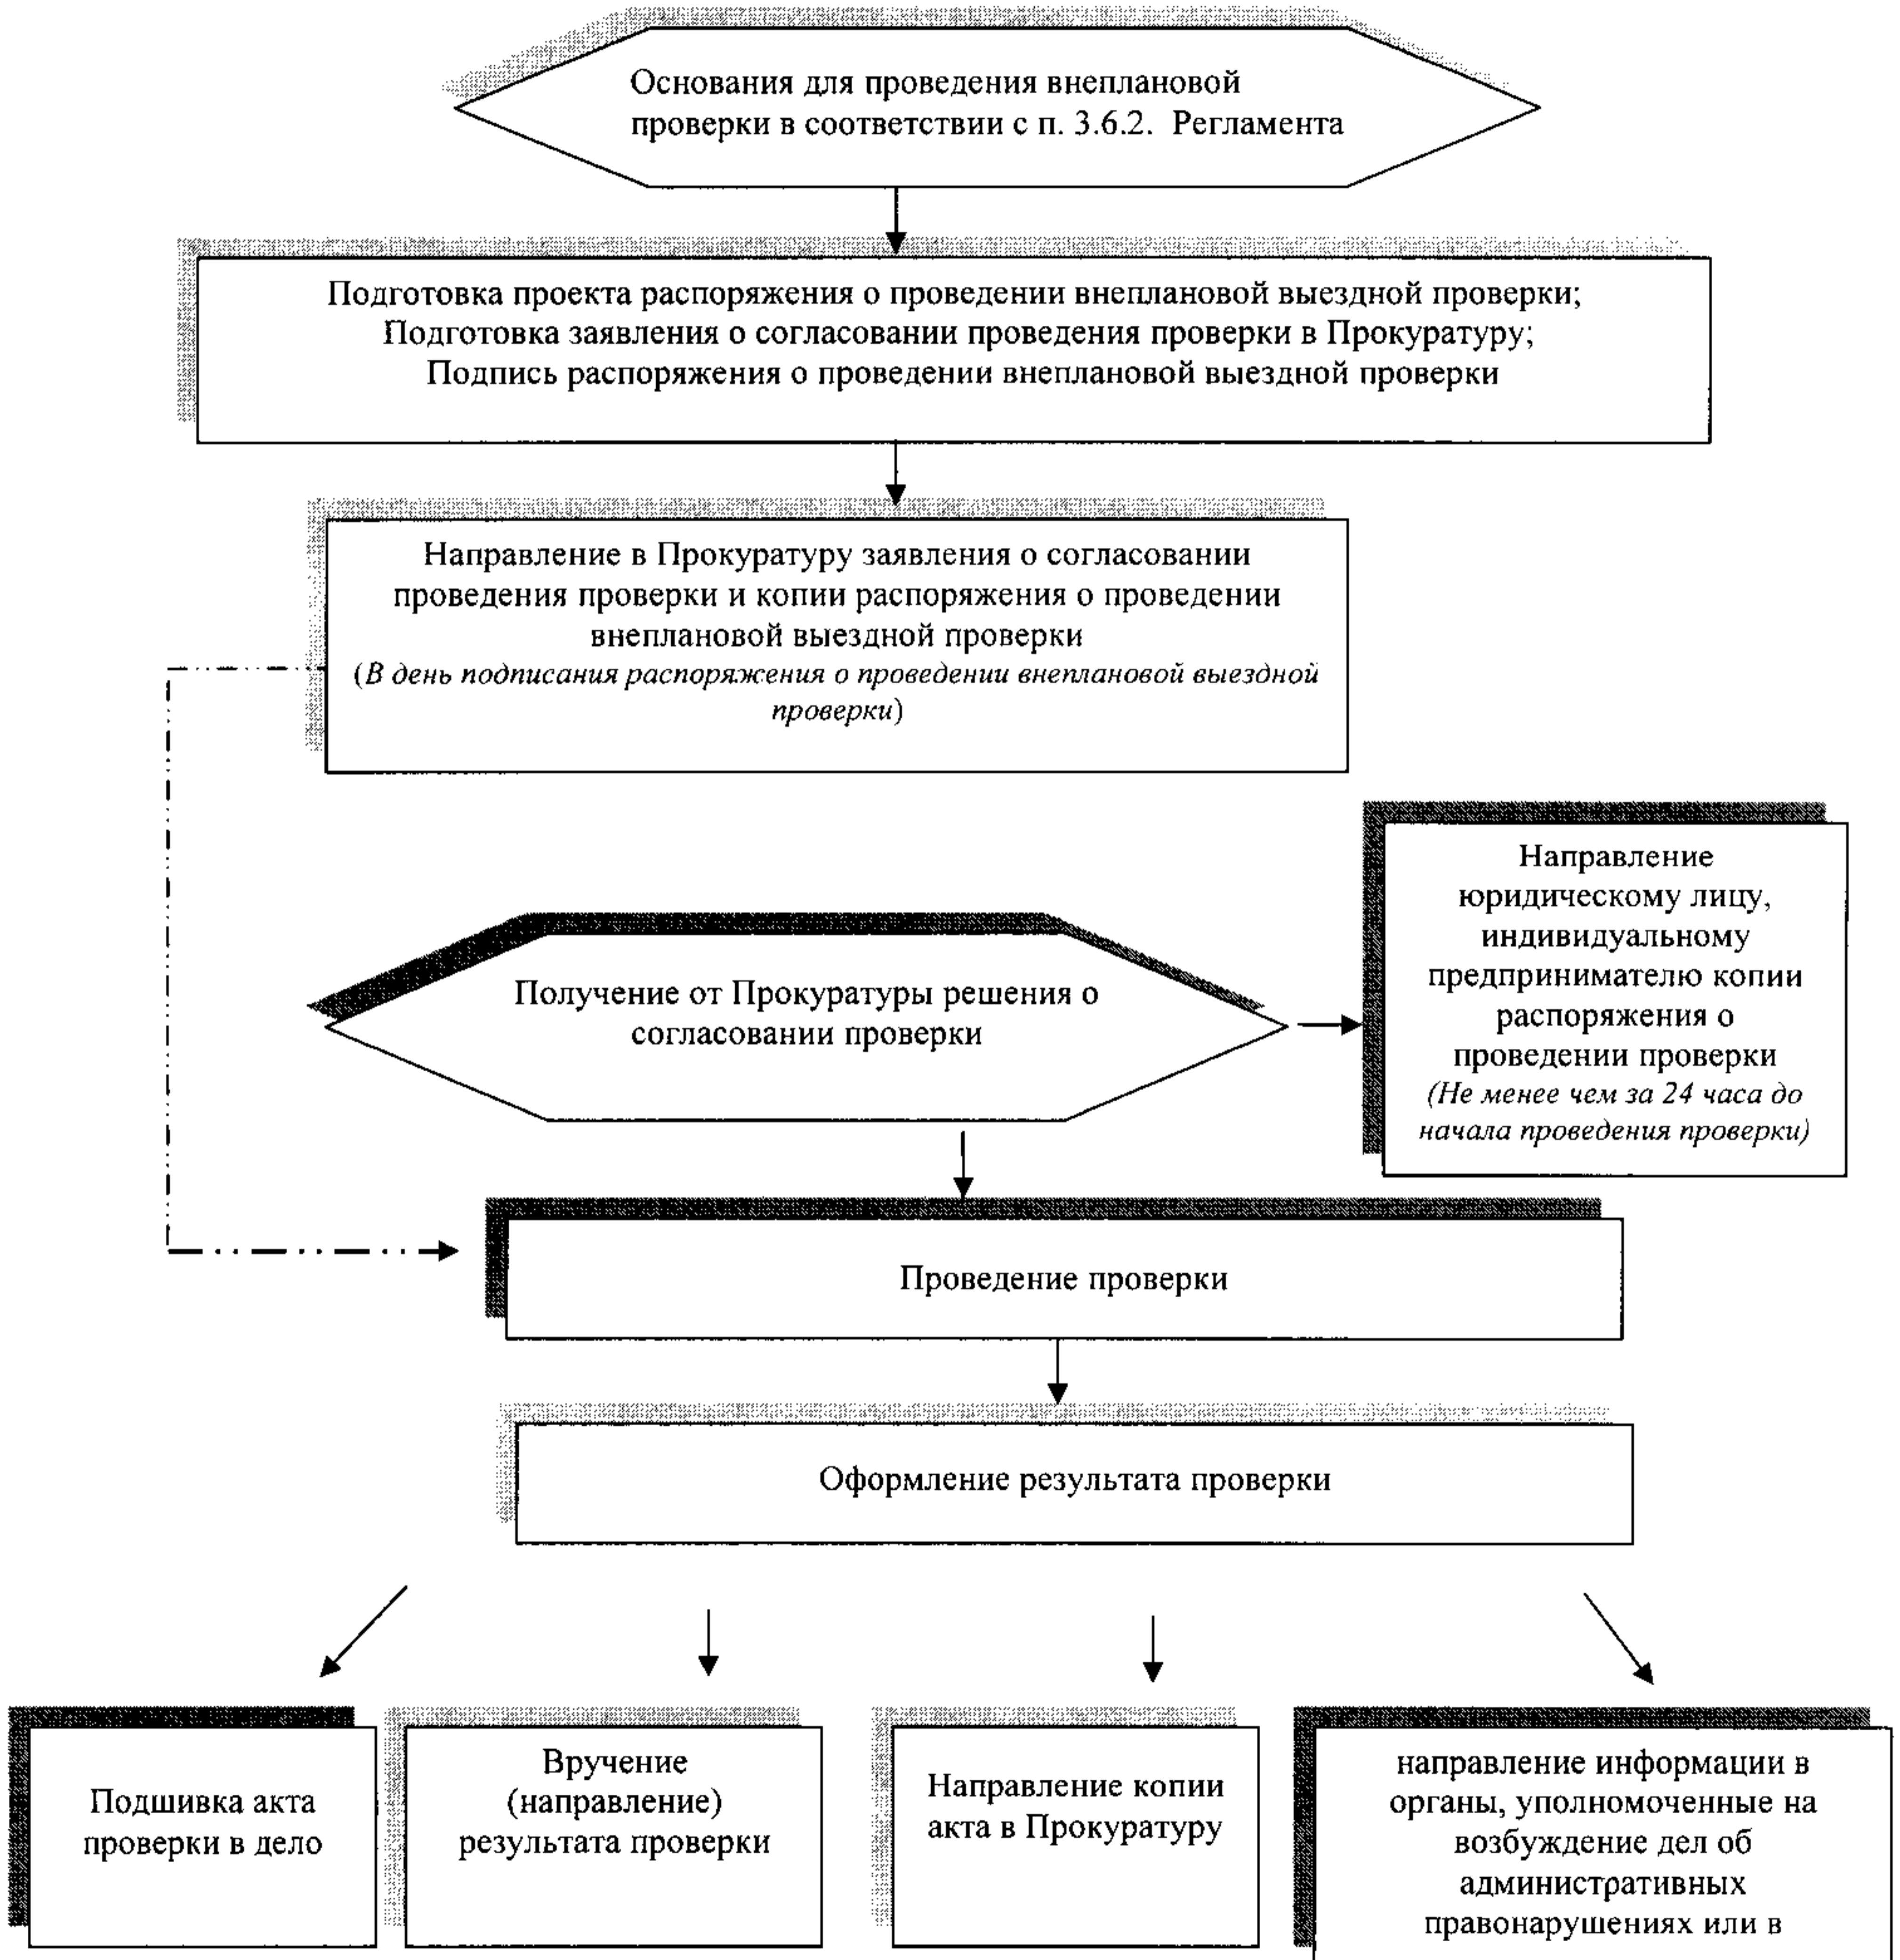 Основания для проведения внеплановой
проверки в соответствии с п. 3.6.2. Регламента
Подготовка проекта распоряжения о проведении внеплановой выездной проверки;
Подготовка заявления о согласовании проведения проверки в Прокуратуру;
Подпись распоряжения о проведении внеплановой выездной проверки
Направление в Прокуратуру заявления о согласовании
проведения проверки и копии распоряжения о проведении
внеплановой выездной проверки
(В день подписания распоряжения о проведении внеплановой выездной
проверки)
Направление
юридическому лицу,
индивидуальному
предпринимателю копии
распоряжения о
проведении проверки
(Не менее чем за 24 часа до
начала проведения проверки)
Получение от Прокуратуры решения о
согласовании проверки
Проведение проверки
Оформление результата проверки
Подшивка акта
проверки в дело
Вручение
(направление)
результата проверки
Направление копии
акта в Прокуратуру
направление информации в
органы, уполномоченные на
возбуждение дел об
административных
правонарушениях или в